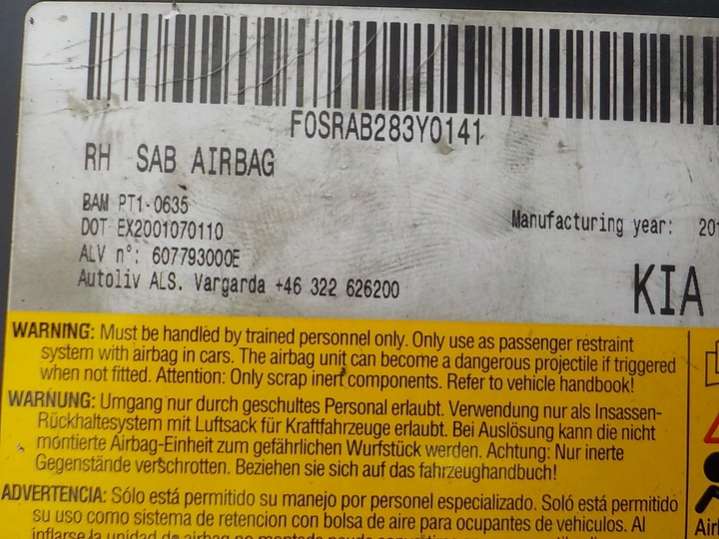 F0SRAB283Y0141
RH SAB AIRBAG
BAM PT1-0635
DOT EX2001070110
Manufacturing year:
ALV n°: 607793000E
Autoliv ALS. Vargarda +46 322 626200
KIA
WARNING: Must be handled by trained personnel only. Only use as passenger restraint
system with airbag in cars. The airbag unit can become a dangerous projectile if triggered
when not fitted. Attention: Only scrap inert components. Refer to vehicle handbook!
WARNUNG: Umgang nur durch geschultes Personal erlaubt. Verwendung nur als Insassen-
Rückhaltesystem mit Luftsack für Kraftfahrzeuge erlaubt. Bei Auslösung kann die nicht
montierte Airbag-Einheit zum gefährlichen Wurfstück werden. Achtung: Nur inerte
Gegenstände verschrotten. Beziehen sie sich auf das fahrzeughandbuch!
ADVERTENCIA: Sólo está permitido su manejo por personel especializado. Soló está permitido
su uso como sistema de retencion con bolsa de aire para ocupantes de vehiculos. Al